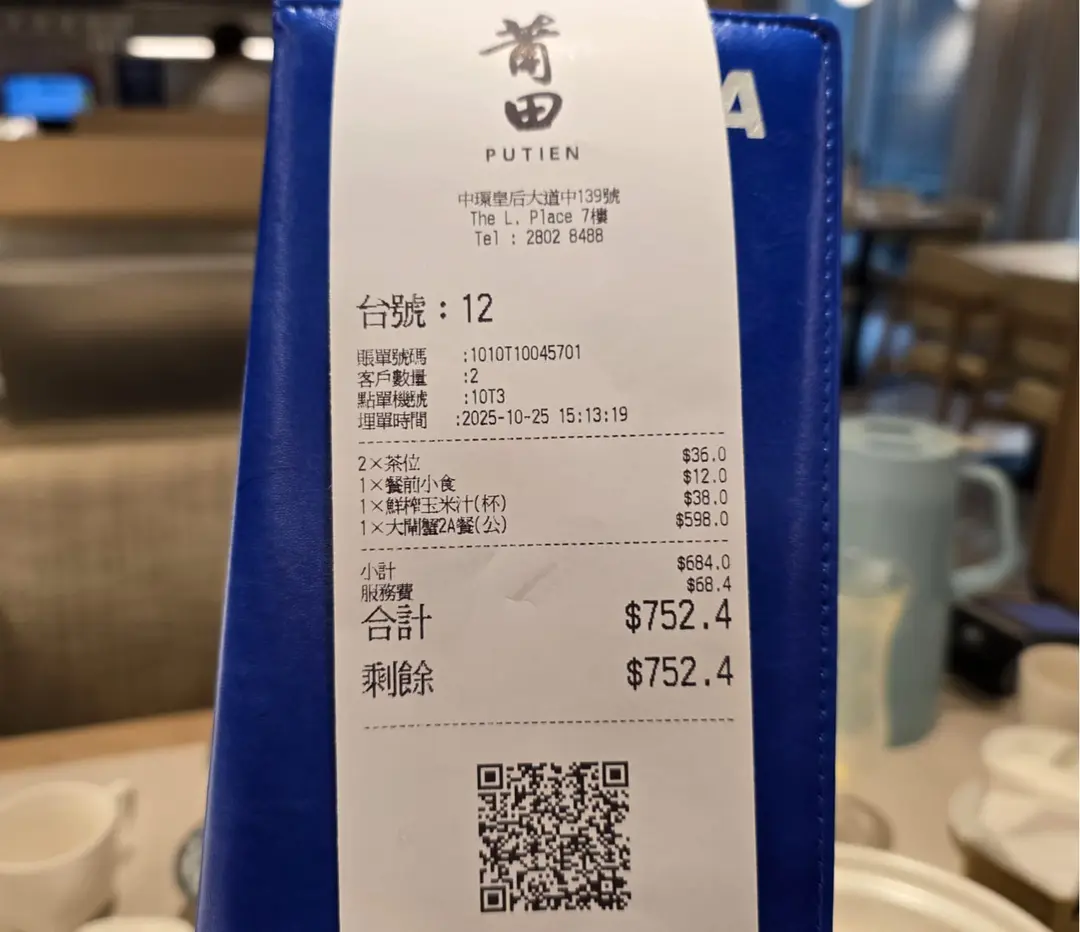 莆
田
PUTIEN
A
中環皇后大道中139號
The L. Place 7樓
Tel : 2802 8488
台號：12
賬單號碼 :1010T10045701
客戶數量 :2
點單機號 :10T3
埋單時間 :2025-10-25 15:13:19
2×茶位 $36.0
1×餐前小食 $12.0
1×鮮榨玉米汁(杯) $38.0
1×大閘蟹2A餐(公) $598.0
小計 $684.0
服務費 $68.4
合計 $752.4
剩餘 $752.4